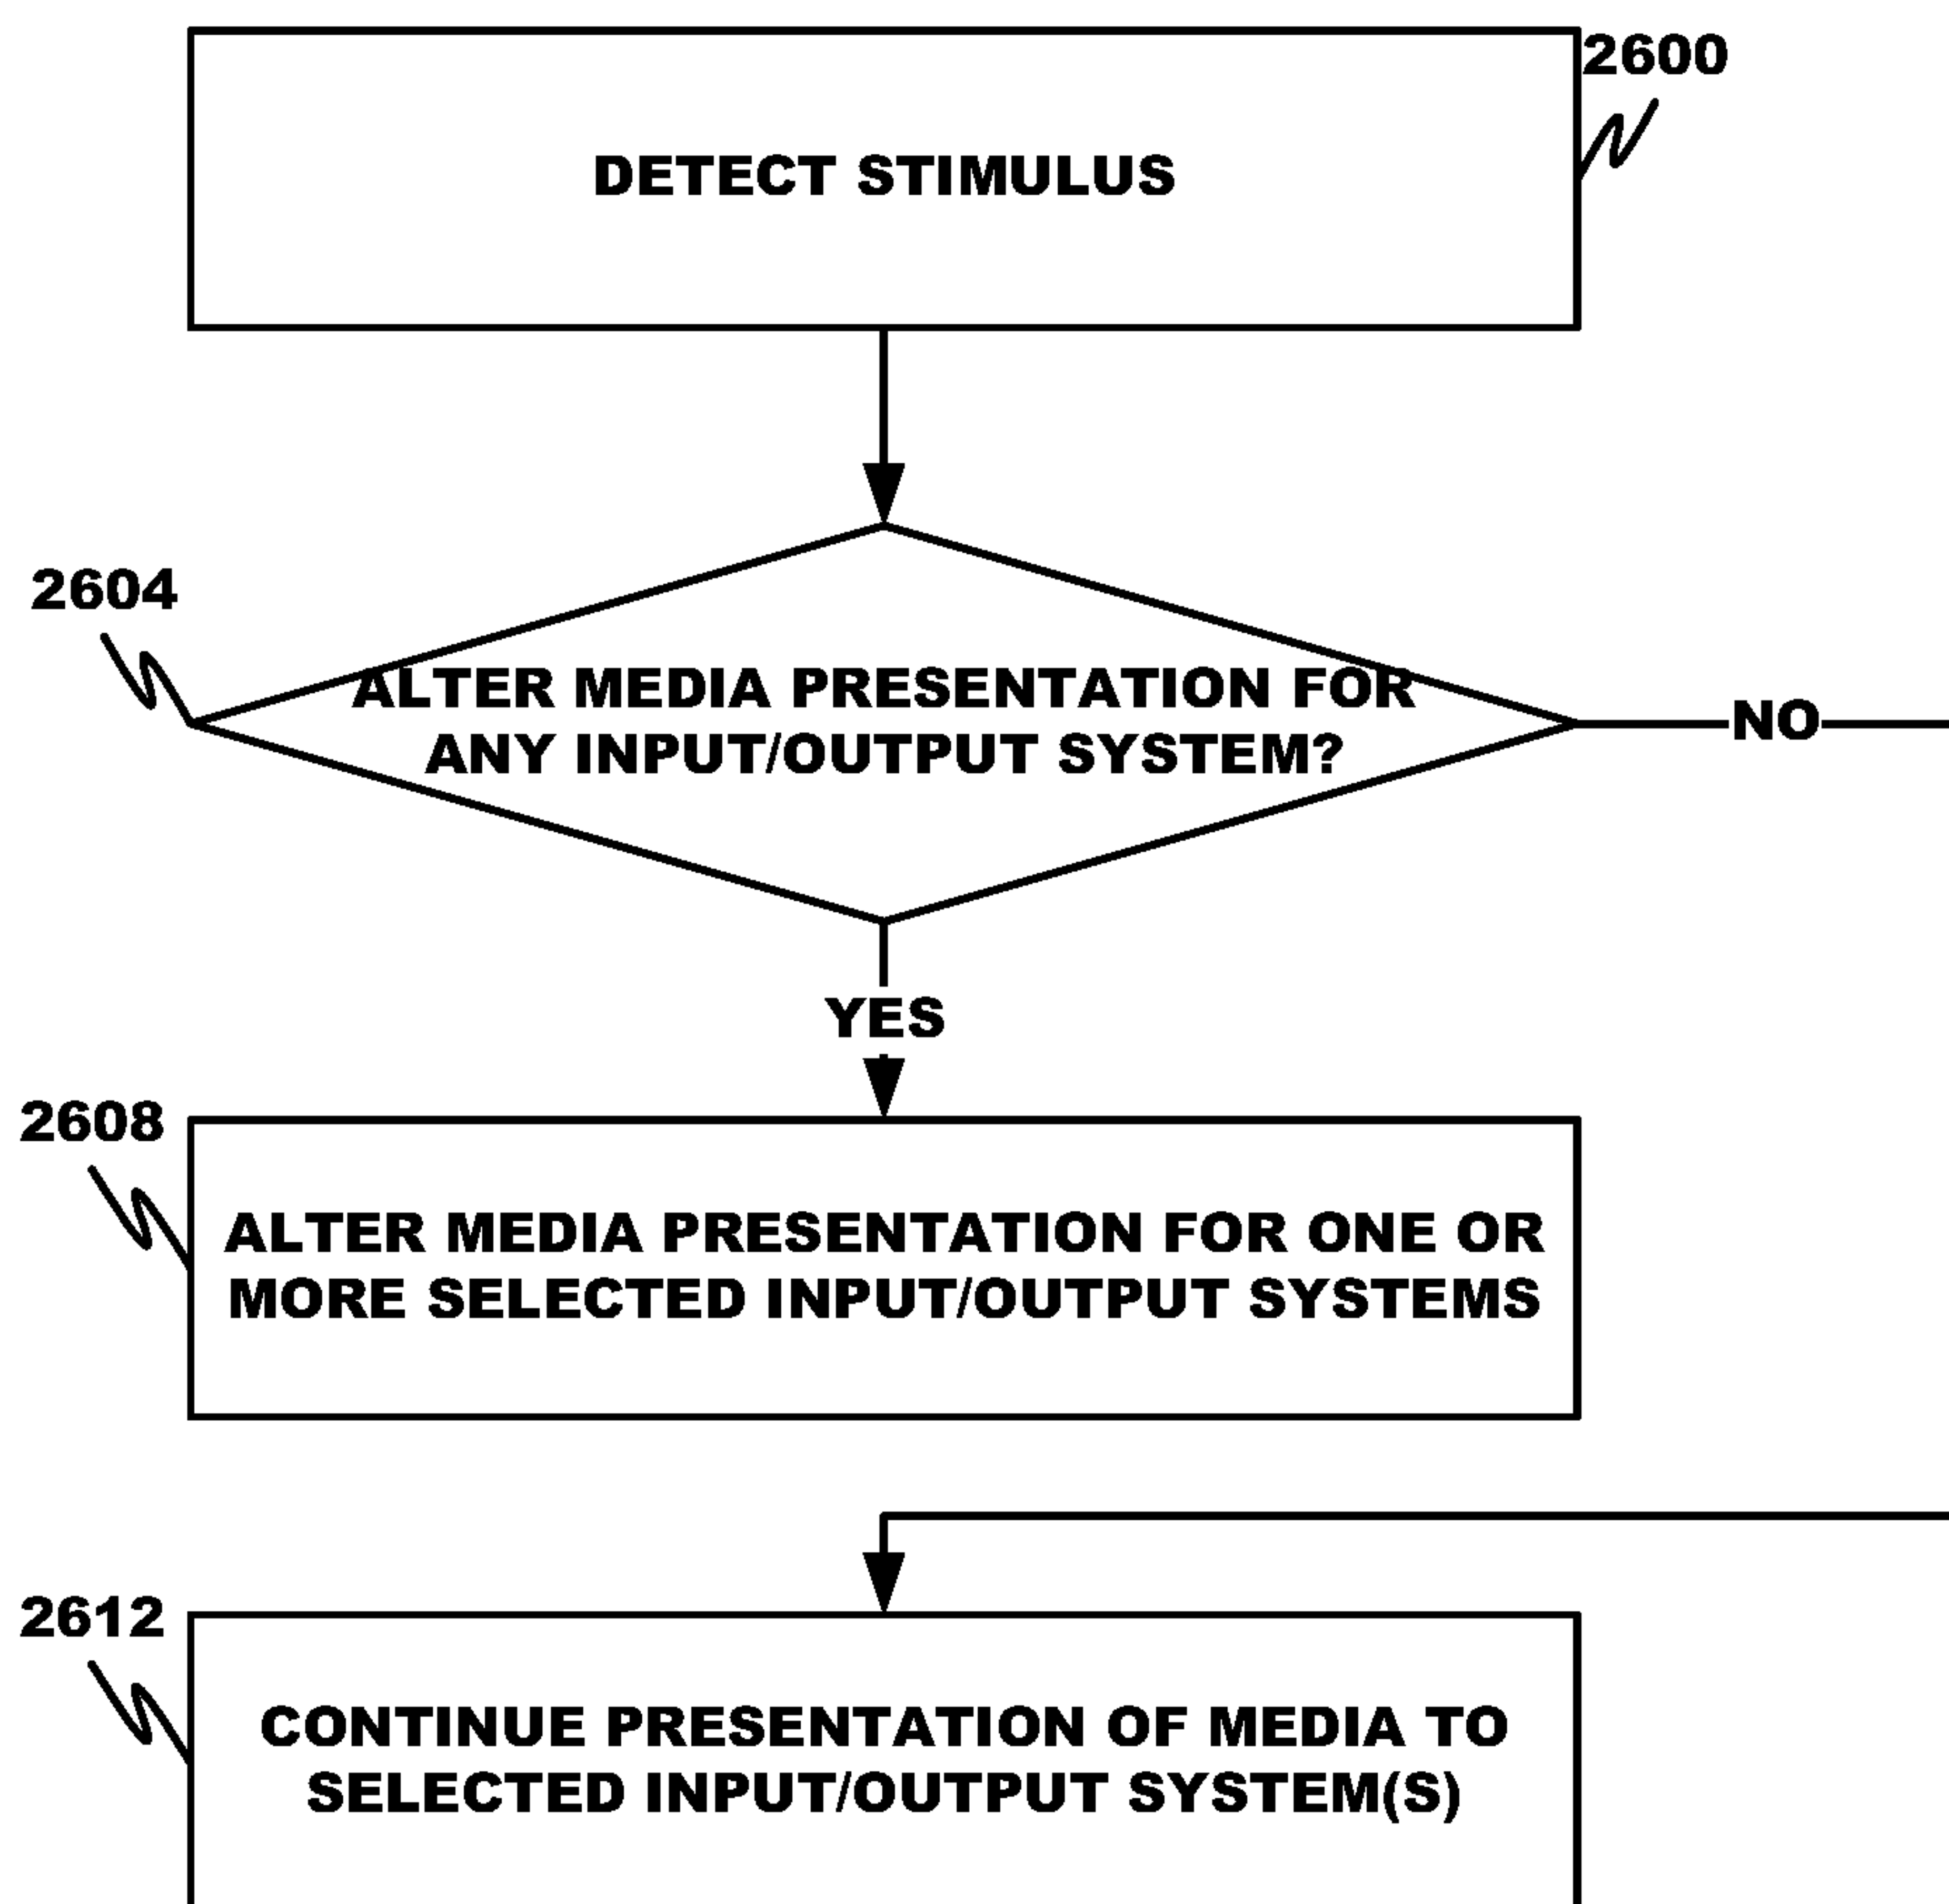 2600
DETECT STIMULUS
2604
ALTER MEDIA PRESENTATION FOR
ANY INPUT/OUTPUT SYSTEM?
NO
YES
2608
ALTER MEDIA PRESENTATION FOR ONE OR
MORE SELECTED INPUT/OUTPUT SYSTEMS
2612
CONTINUE PRESENTATION OF MEDIA TO
SELECTED INPUT/OUTPUT SYSTEM(S)